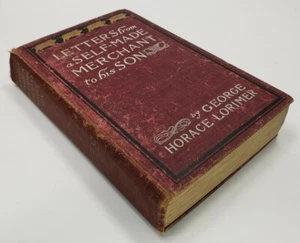 LETTERS from
a SELF-MADE
MERCHANT
to his SON
by GEORGE
HORACE LORIMER